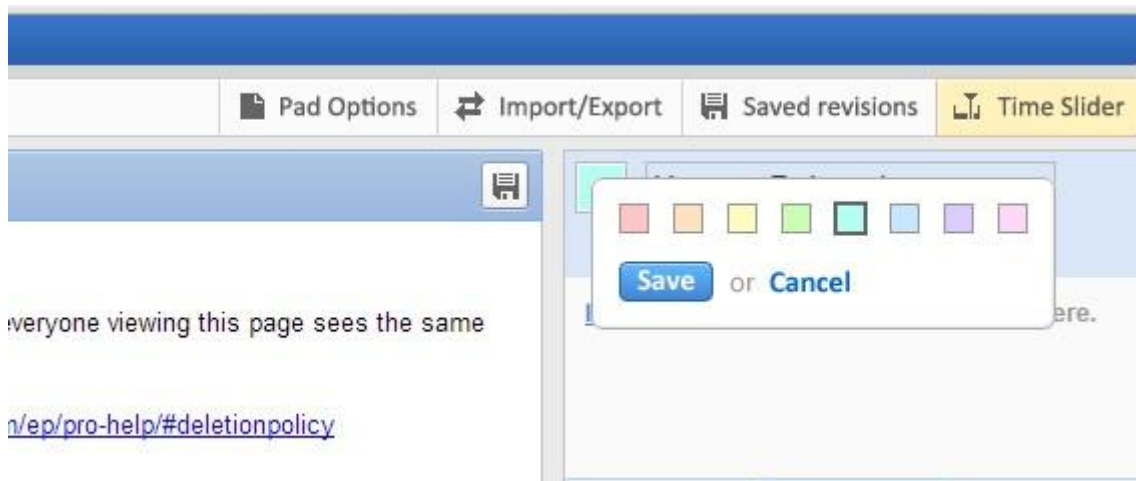 Pad Options Import/Export Saved revisions Time Slider
Save or Cancel
everyone viewing this page sees the same
ere.
n/ep/pro-help/#deletionpolicy